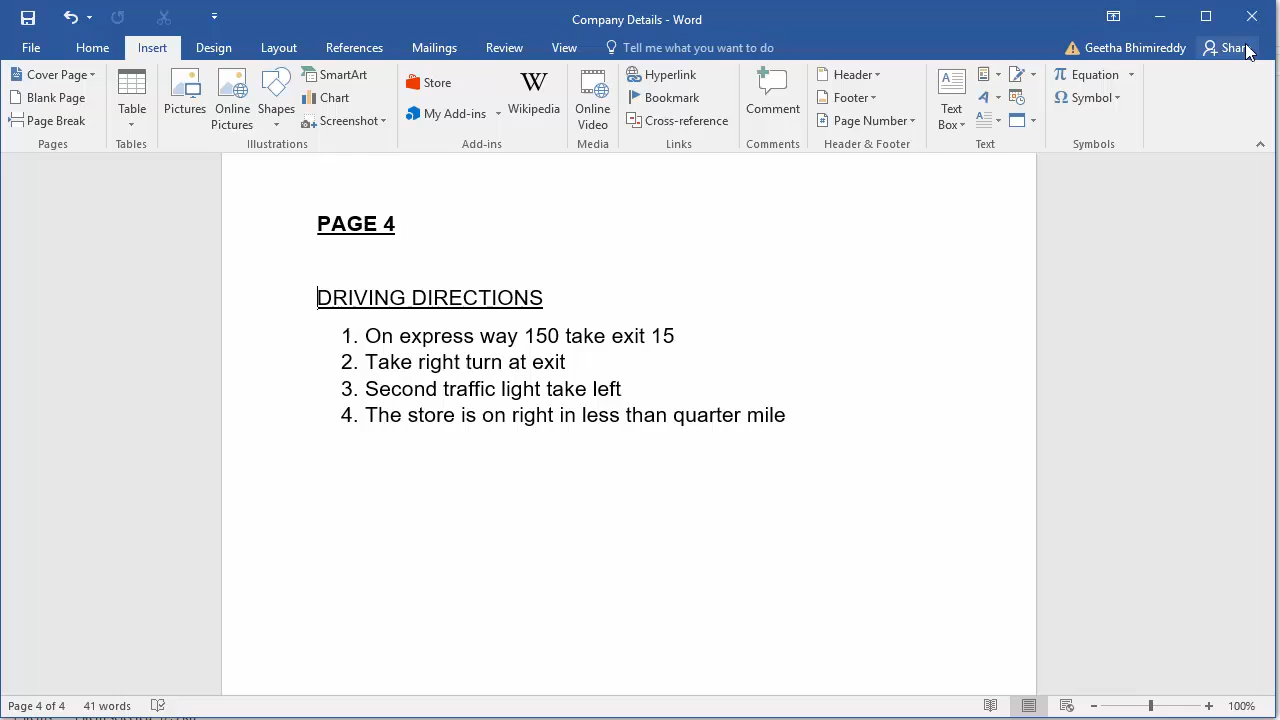 Company Details - Word
File Home Insert Design Layout References Mailings Review View Tell me what you want to do Geetha Bhimireddy Share
Cover Page
Blank Page
Page Break
Pages
Table
Tables
Pictures
Online Pictures
Shapes
SmartArt
Chart
Screenshot
Illustrations
Store
My Add-ins
Wikipedia
Add-ins
Online Video
Media
Hyperlink
Bookmark
Cross-reference
Links
Comment
Comments
Header
Footer
Page Number
Header & Footer
Text Box
Text
Equation
Symbol
Symbols
PAGE 4
DRIVING DIRECTIONS
1. On express way 150 take exit 15
2. Take right turn at exit
3. Second traffic light take left
4. The store is on right in less than quarter mile
Page 4 of 4 41 words 100%